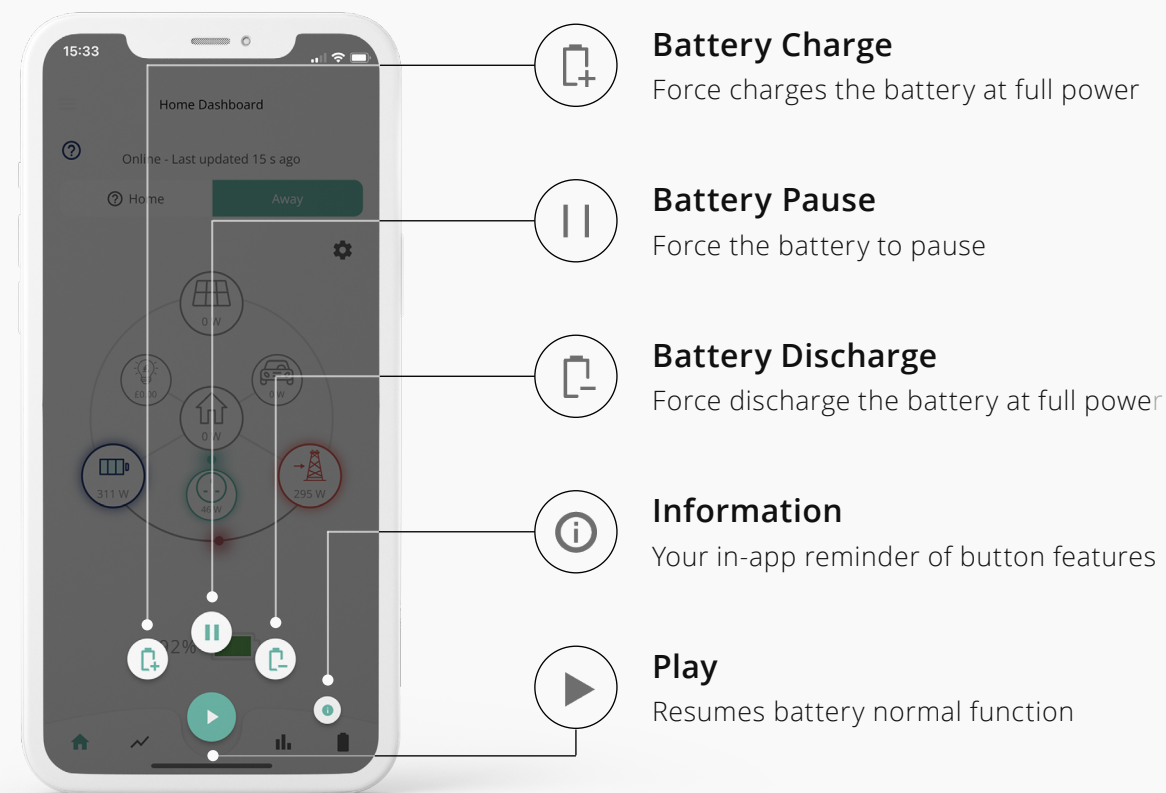 15:33
Home Dashboard
Online - Last updated 15 s ago
Home
Away
0 W
£0.00
0 W
0 W
311 W
295 W
46 W
92%
Battery Charge
Force charges the battery at full power
Battery Pause
Force the battery to pause
Battery Discharge
Force discharge the battery at full power
Information
Your in-app reminder of button features
Play
Resumes battery normal function